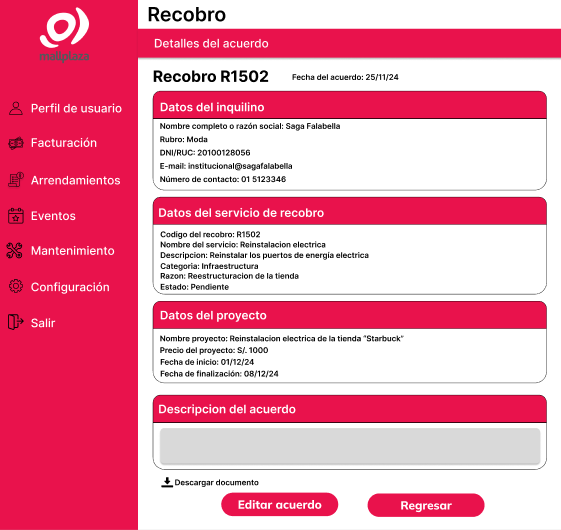 Recobro
mallplaza
Detalles del acuerdo
Recobro R1502
Fecha del acuerdo: 25/11/24
Perfil de usuario
Facturación
Arrendamientos
Eventos
Mantenimiento
Configuración
Salir
Datos del inquilino
Nombre completo o razón social: Saga Falabella
Rubro: Moda
DNI/RUC: 20100128056
E-mail: institucional@sagafalabella
Número de contacto: 01 5123346
Datos del servicio de recobro
Codigo del recobro: R1502
Nombre del servicio: Reinstalacion electrica
Descripcion: Reinstalar los puertos de energía electrica
Categoria: Infraestructura
Razon: Reestructuracion de la tienda
Estado: Pendiente
Datos del proyecto
Nombre proyecto: Reinstalacion electrica de la tienda “Starbuck”
Precio del proyecto: S/. 1000
Fecha de inicio: 01/12/24
Fecha de finalización: 08/12/24
Descripcion del acuerdo
Descargar documento
Editar acuerdo
Regresar